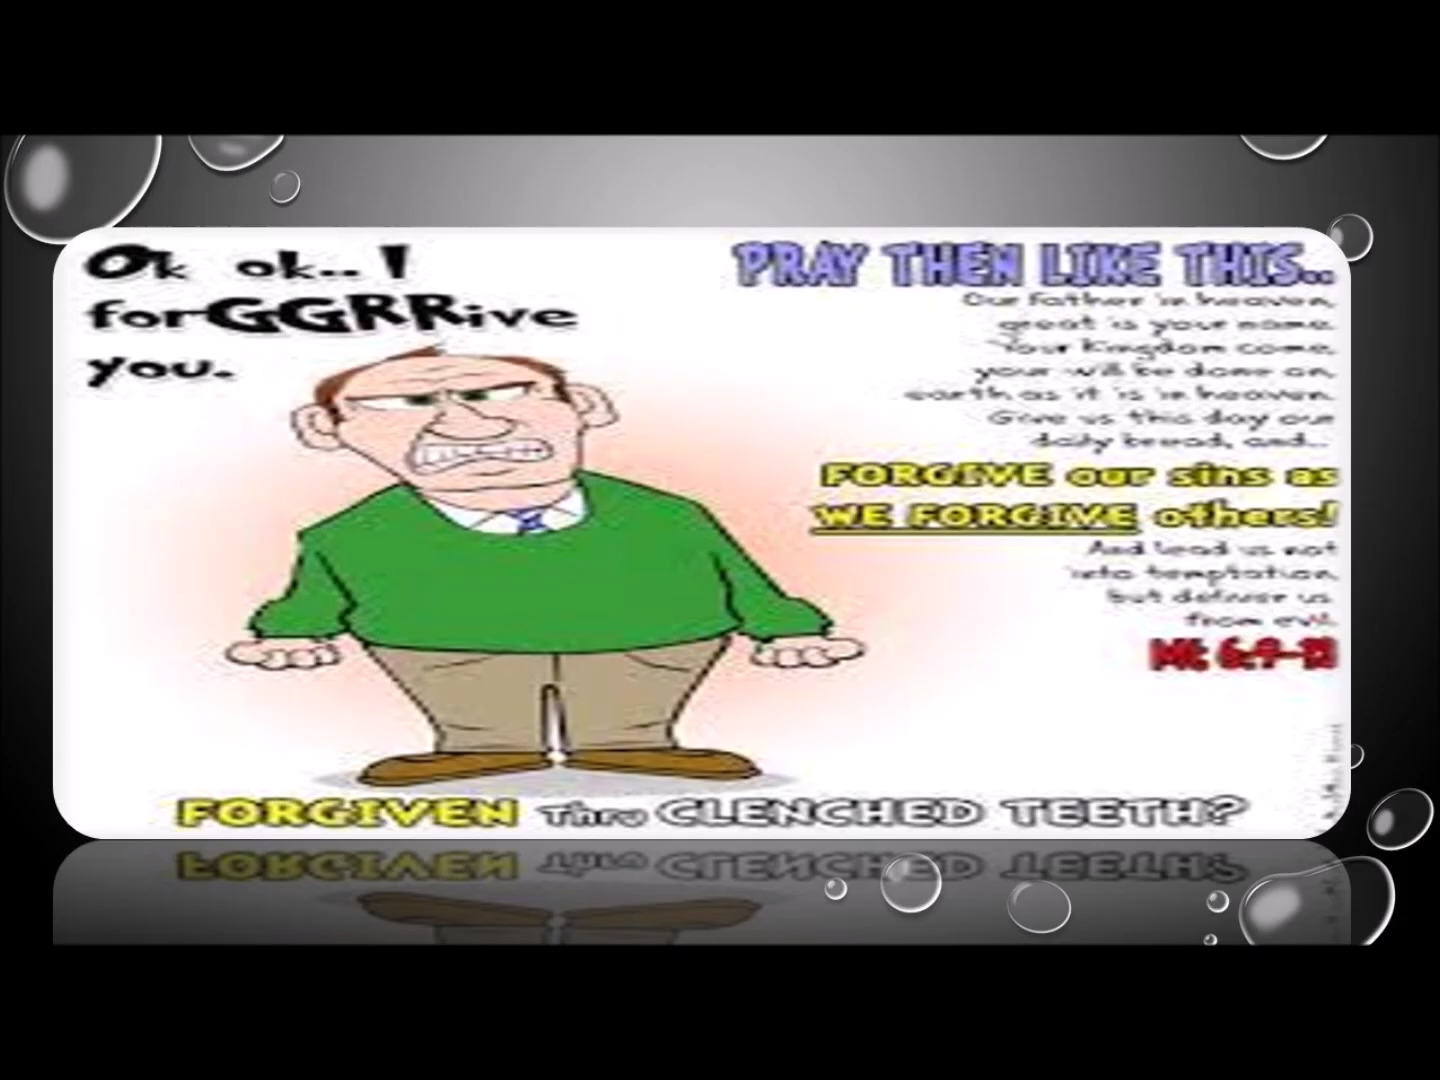 Ok ok.. I
forGGRRive
you.
PRAY THEN LIKE THIS..
Our Father in heaven,
great is your name.
Your Kingdom come,
your will be done on
earth as it is in heaven.
Give us this day our
daily bread, and...
FORGIVE our sins as
WE FORGIVE others!
And lead us not
into temptation
but deliver us
from evil.
Mt 6:9-13
FORGIVEN Thru CLENCHED TEETH?